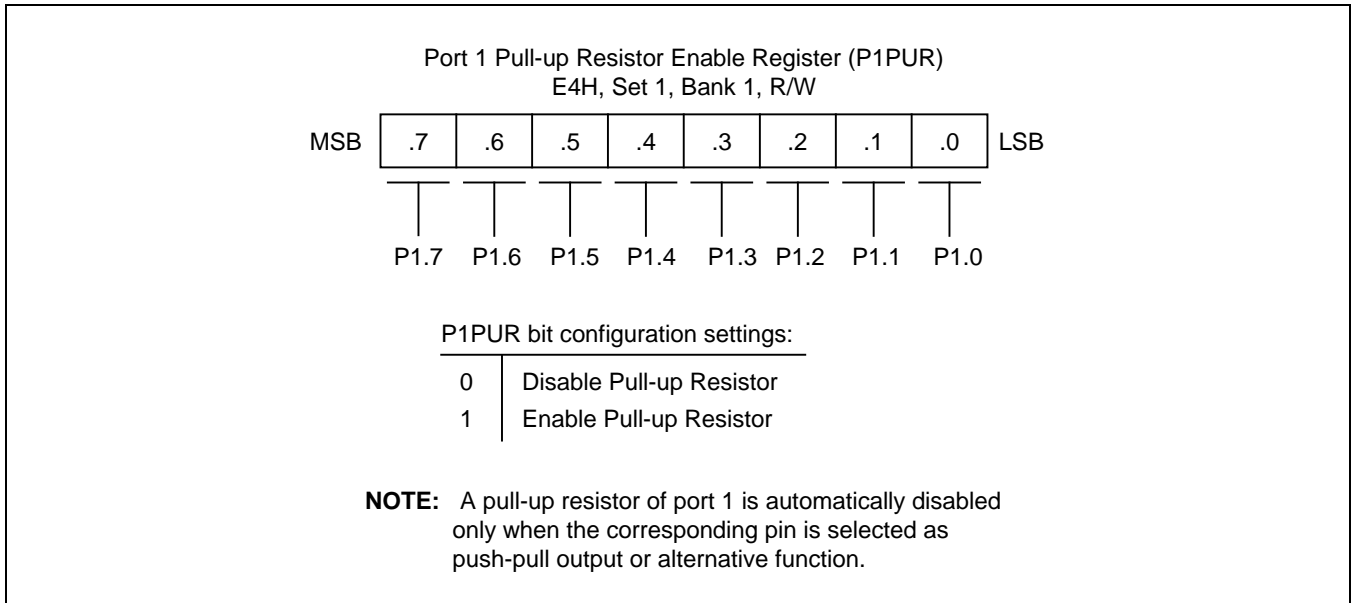 Port 1 Pull-up Resistor Enable Register (P1PUR)
E4H, Set 1, Bank 1, R/W
MSB .7 .6 .5 .4 .3 .2 .1 .0 LSB
P1.7 P1.6 P1.5 P1.4 P1.3 P1.2 P1.1 P1.0
P1PUR bit configuration settings:
0 Disable Pull-up Resistor
1 Enable Pull-up Resistor
NOTE: A pull-up resistor of port 1 is automatically disabled
only when the corresponding pin is selected as
push-pull output or alternative function.